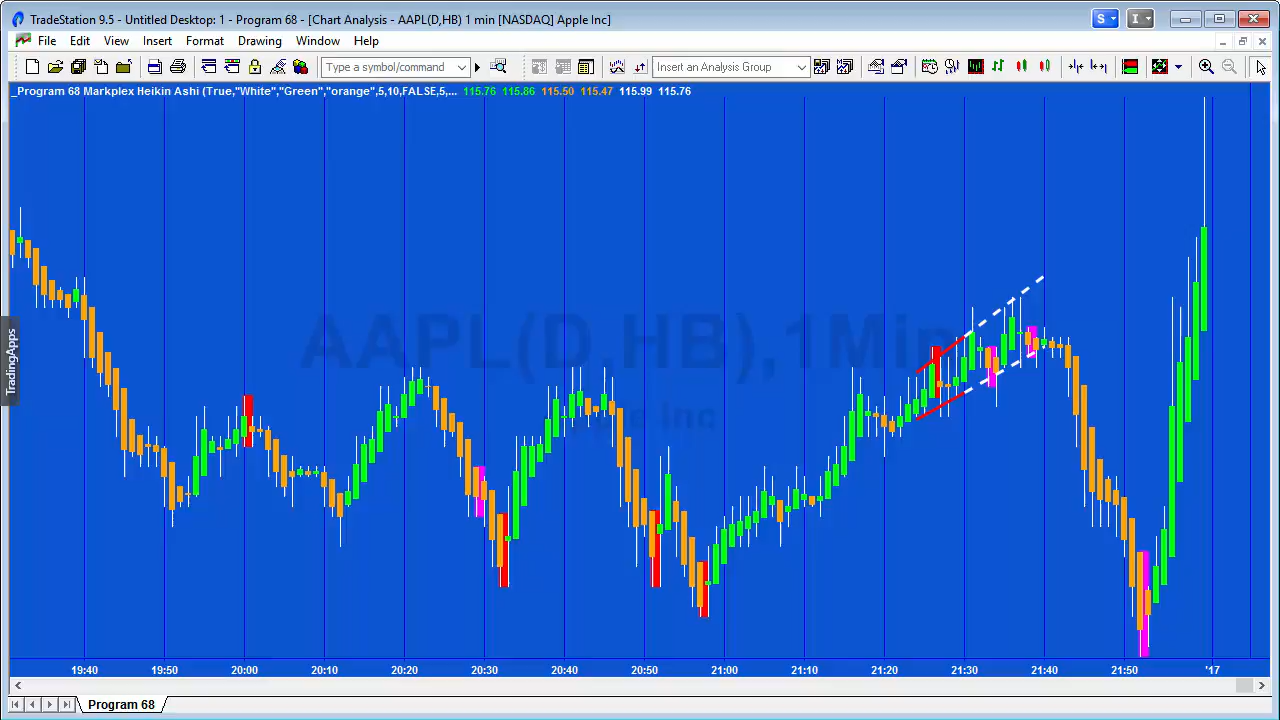 TradeStation 9.5 - Untitled Desktop: 1 - Program 68 - [Chart Analysis - AAPL(D,HB) 1 min [NASDAQ] Apple Inc]
S
I
File Edit View Insert Format Drawing Window Help
Type a symbol/command
Insert an Analysis Group
_Program 68 Markplex Heikin Ashi (True,"White","Green","orange",5,10,FALSE,5,... 115.76 115.86 115.50 115.47 115.99 115.76
AAPL(D,HB),1Min
Apple Inc
TradingApps
19:40 19:50 20:00 20:10 20:20 20:30 20:40 20:50 21:00 21:10 21:20 21:30 21:40 21:50 '17
Program 68